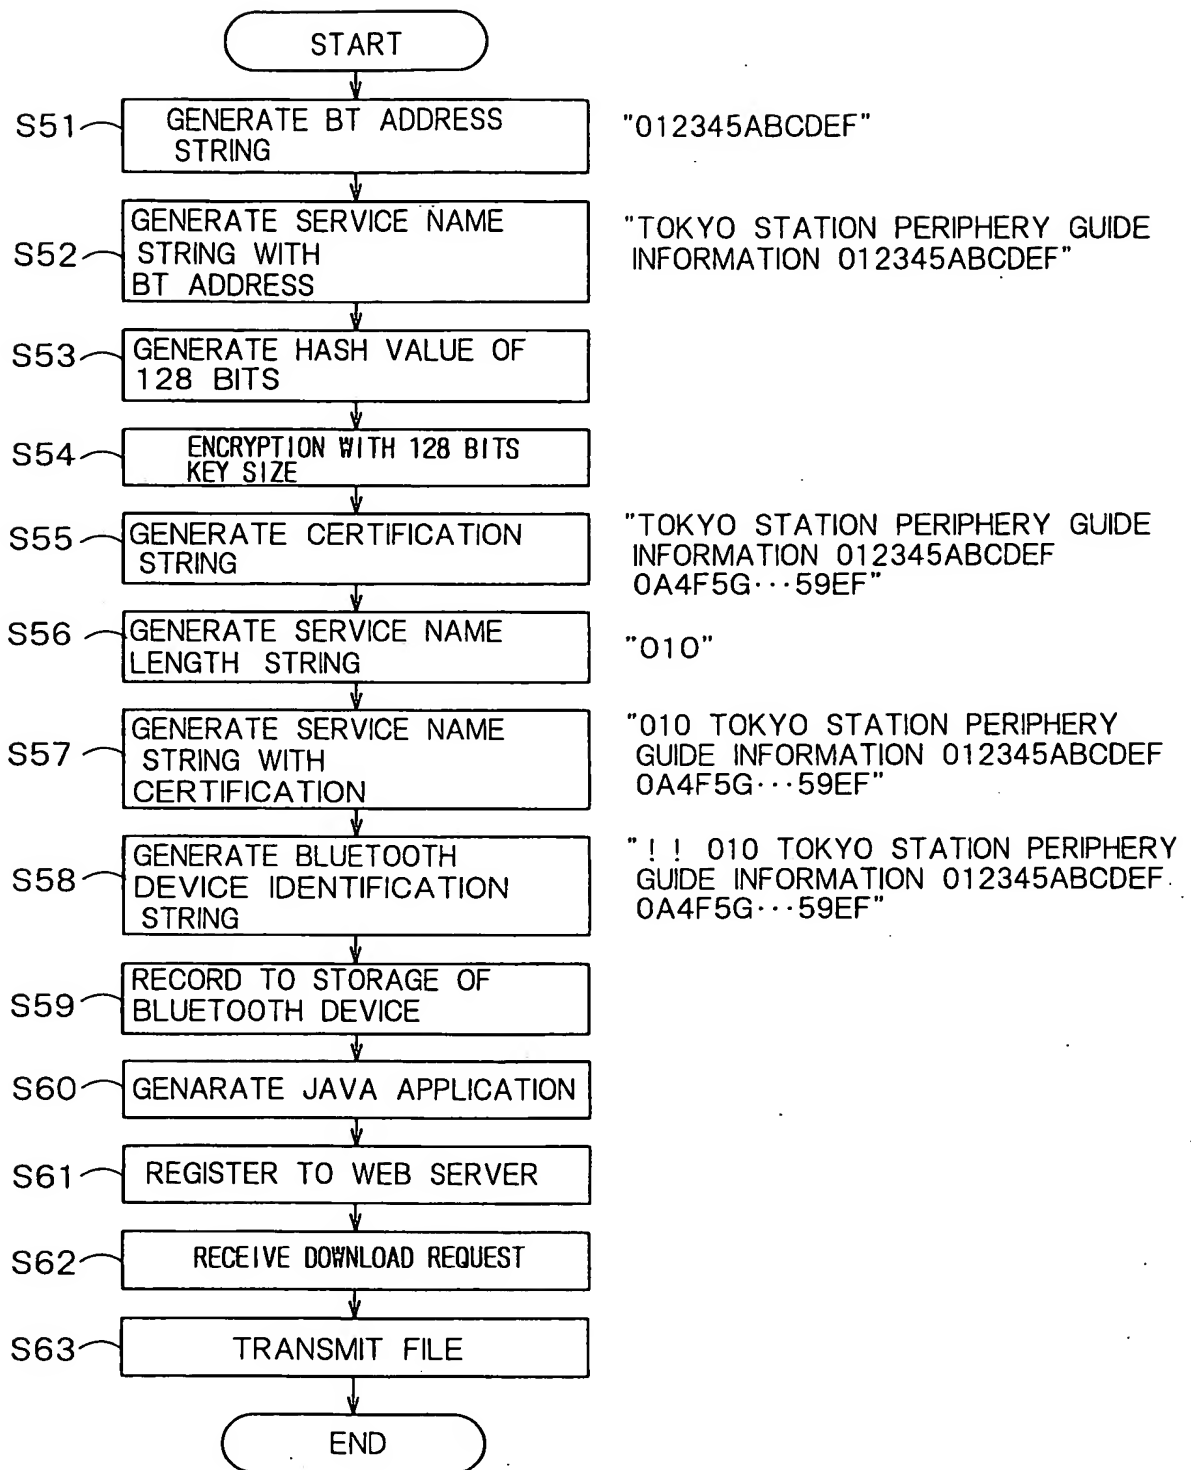 START
S51
GENERATE BT ADDRESS
STRING
"012345ABCDEF"
S52
GENERATE SERVICE NAME
STRING WITH
BT ADDRESS
"TOKYO STATION PERIPHERY GUIDE
INFORMATION 012345ABCDEF"
S53
GENERATE HASH VALUE OF
128 BITS
S54
ENCRYPTION WITH 128 BITS
KEY SIZE
S55
GENERATE CERTIFICATION
STRING
"TOKYO STATION PERIPHERY GUIDE
INFORMATION 012345ABCDEF
0A4F5G···59EF"
S56
GENERATE SERVICE NAME
LENGTH STRING
"010"
S57
GENERATE SERVICE NAME
STRING WITH
CERTIFICATION
"010 TOKYO STATION PERIPHERY
GUIDE INFORMATION 012345ABCDEF
0A4F5G···59EF"
S58
GENERATE BLUETOOTH
DEVICE IDENTIFICATION
STRING
"!! 010 TOKYO STATION PERIPHERY
GUIDE INFORMATION 012345ABCDEF
0A4F5G···59EF"
S59
RECORD TO STORAGE OF
BLUETOOTH DEVICE
S60
GENARATE JAVA APPLICATION
S61
REGISTER TO WEB SERVER
S62
RECEIVE DOWNLOAD REQUEST
S63
TRANSMIT FILE
END